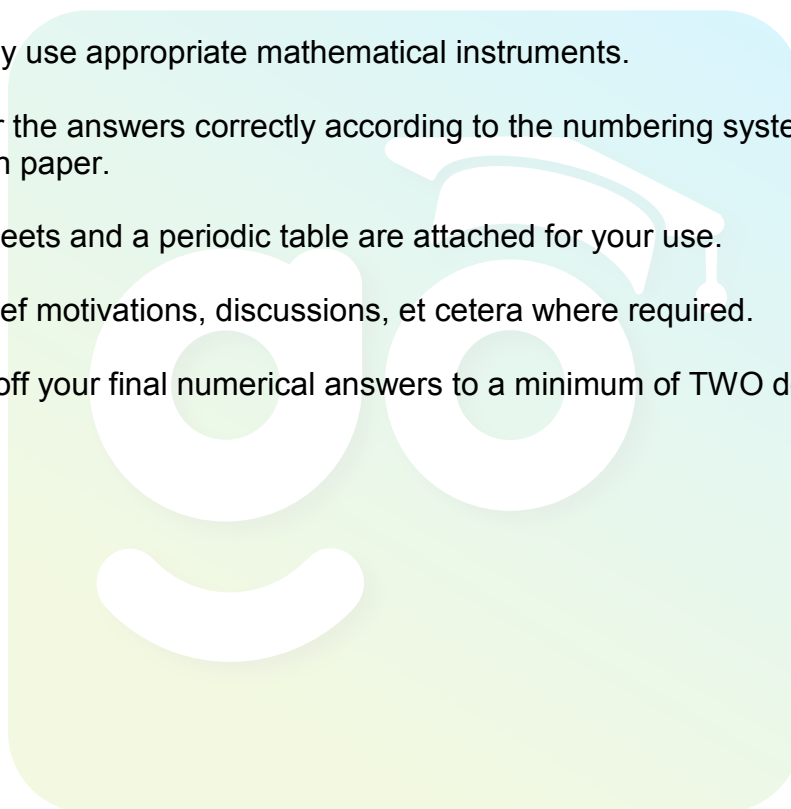 y use appropriate mathematical instruments.
r the answers correctly according to the numbering syste
n paper.
eets and a periodic table are attached for your use.
ef motivations, discussions, et cetera where required.
off your final numerical answers to a minimum of TWO d
go